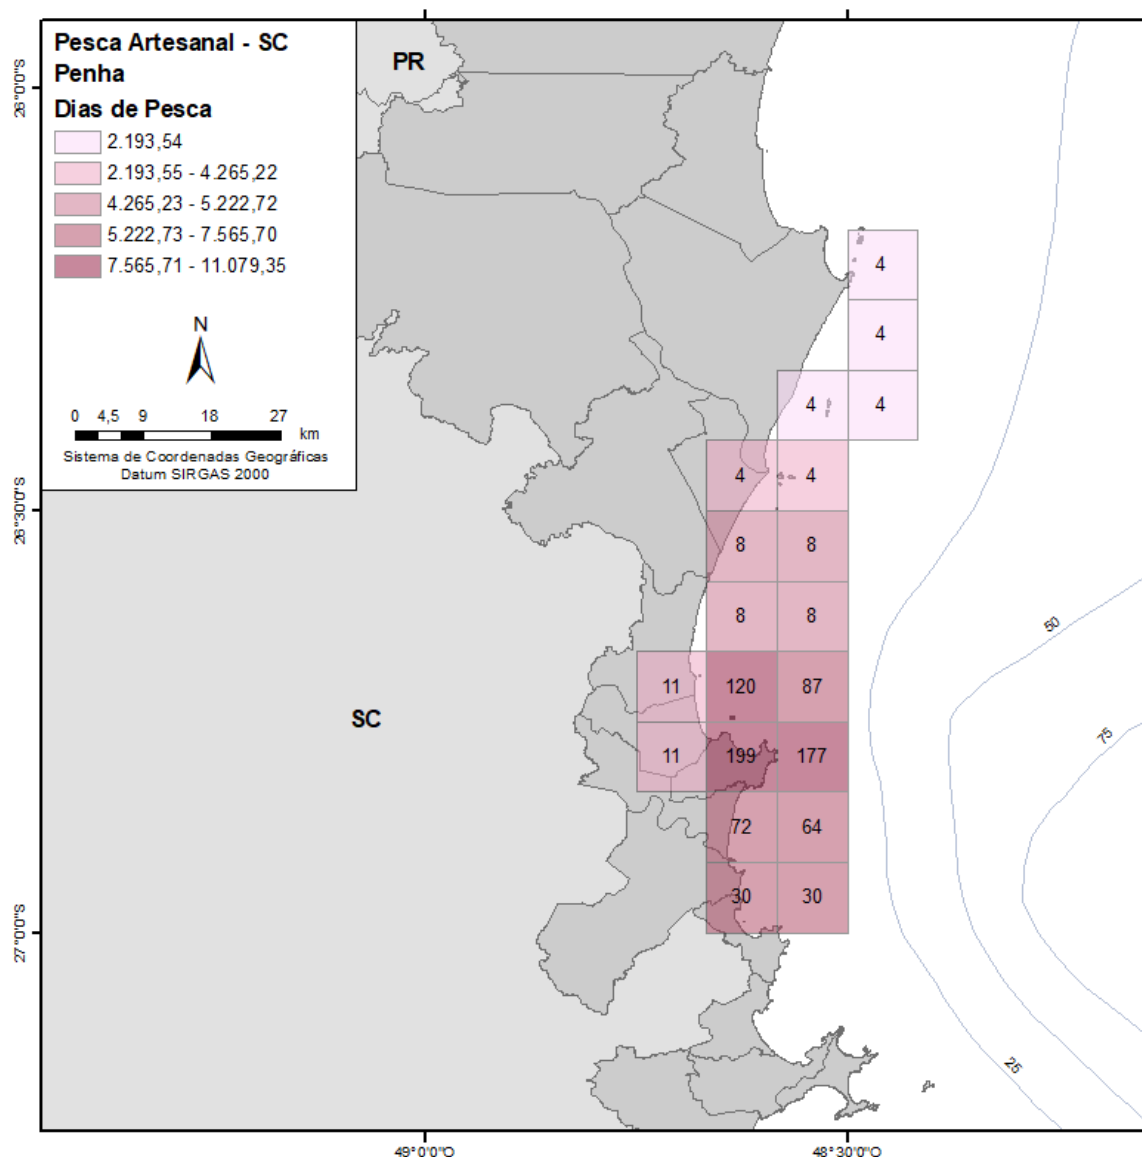 Pesca Artesanal - SC
Penha
Dias de Pesca
2.193,54
2.193,55 - 4.265,22
4.265,23 - 5.222,72
5.222,73 - 7.565,70
7.565,71 - 11.079,35
N
0 4,5 9 18 27
km
Sistema de Coordenadas Geográficas
Datum SIRGAS 2000
PR
SC
26°0'0"S
26°30'0"S
27°0'0"S
49°0'0"O
48°30'0"O
4
4
4 4
4 4
8 8
8 8
11 120 87
11 199 177
72 64
30 30
50
75
25